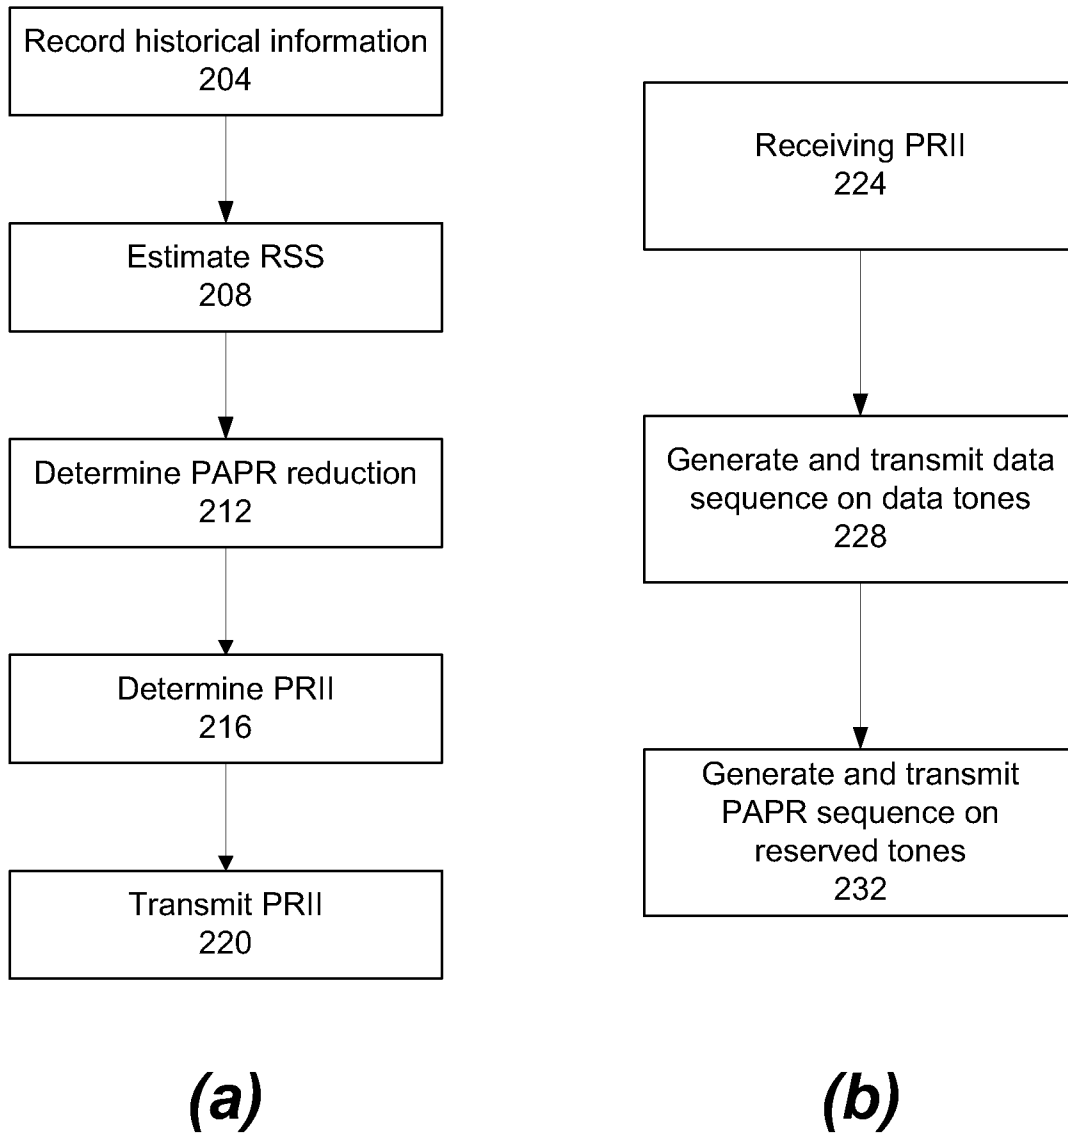 Record historical information
204
Estimate RSS
208
Determine PAPR reduction
212
Determine PRII
216
Transmit PRII
220
(a)
Receiving PRII
224
Generate and transmit data
sequence on data tones
228
Generate and transmit
PAPR sequence on
reserved tones
232
(b)